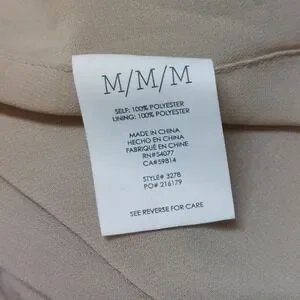 M/M/M
SELF: 100% POLYESTER
LINING: 100% POLYESTER
MADE IN CHINA
HECHO EN CHINA
FABRIQUÉ EN CHINE
RN#54077
CA#59814
STYLE# 3278
PO# 216179
SEE REVERSE FOR CARE